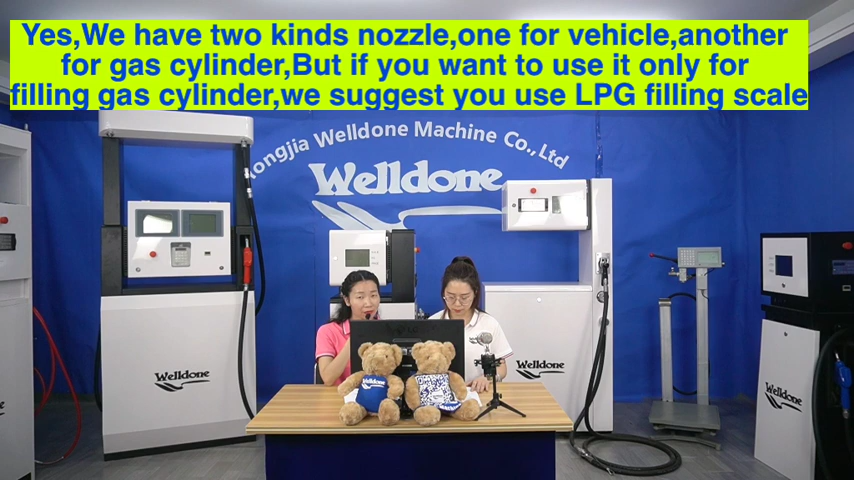 Yes,We have two kinds nozzle,one for vehicle,another
for gas cylinder,But if you want to use it only for
filling gas cylinder,we suggest you use LPG filling scale
ongjia Welldone Machine Co.,Ltd
Welldone
Welldone
Welldone
Welldone
Welldone